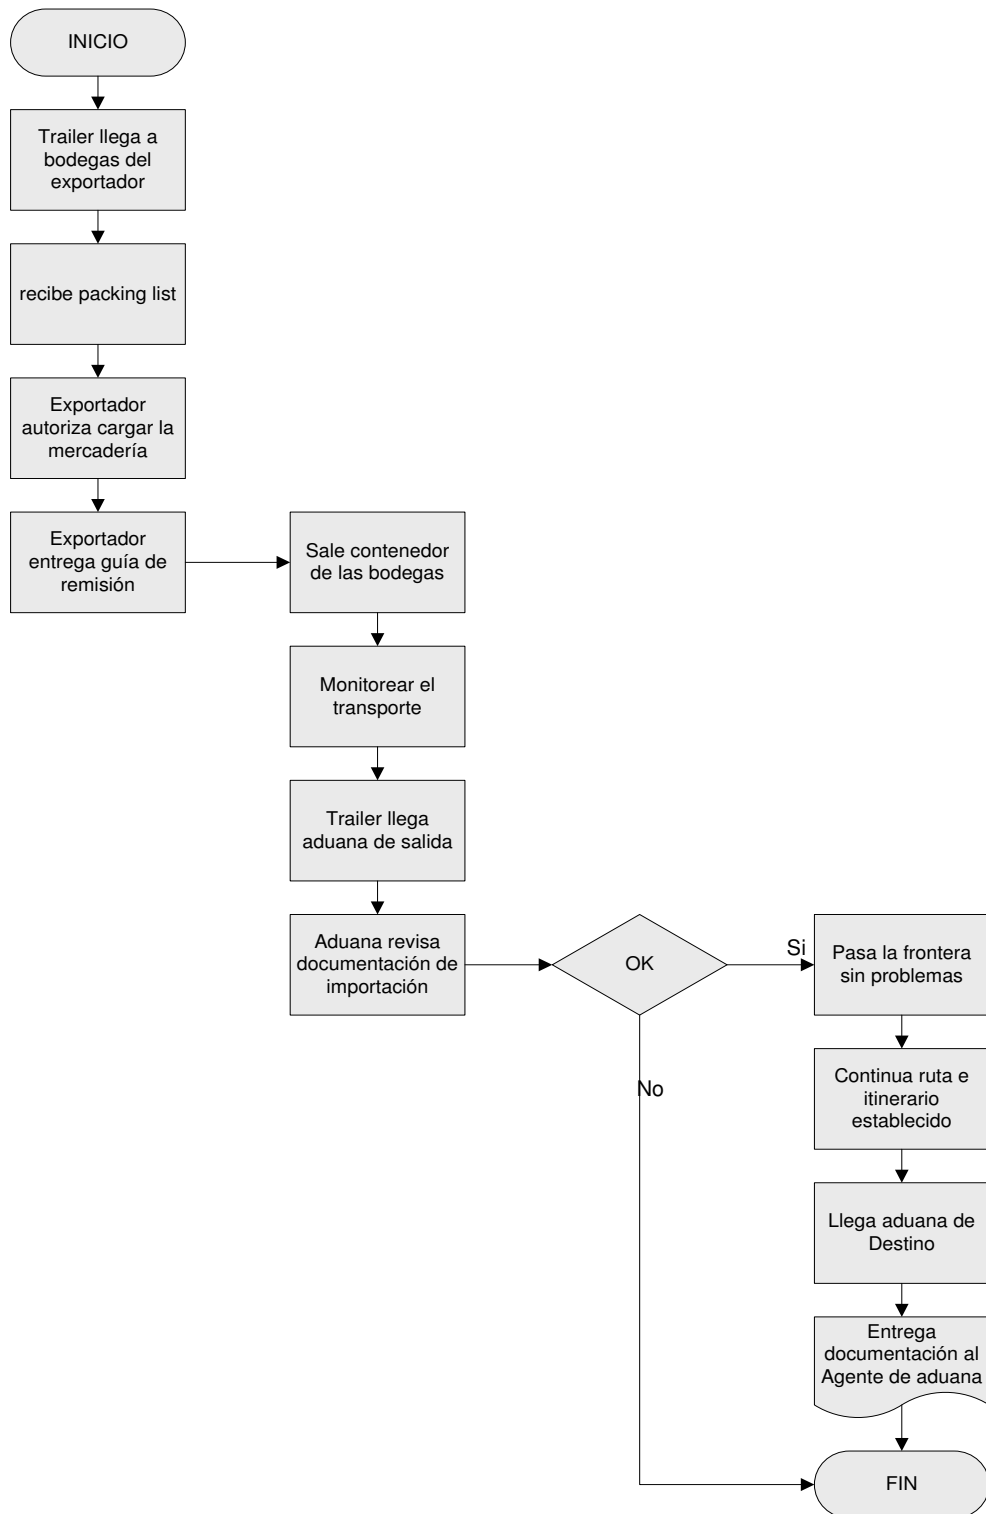 INICIO
Trailer llega a
bodegas del
exportador
recibe packing list
Exportador
autoriza cargar la
mercadería
Exportador
entrega guía de
remisión
Sale contenedor
de las bodegas
Monitorear el
transporte
Trailer llega
aduana de salida
Aduana revisa
documentación de
importación
OK
Si
No
Pasa la frontera
sin problemas
Continua ruta e
itinerario
establecido
Llega aduana de
Destino
Entrega
documentación al
Agente de aduana
FIN